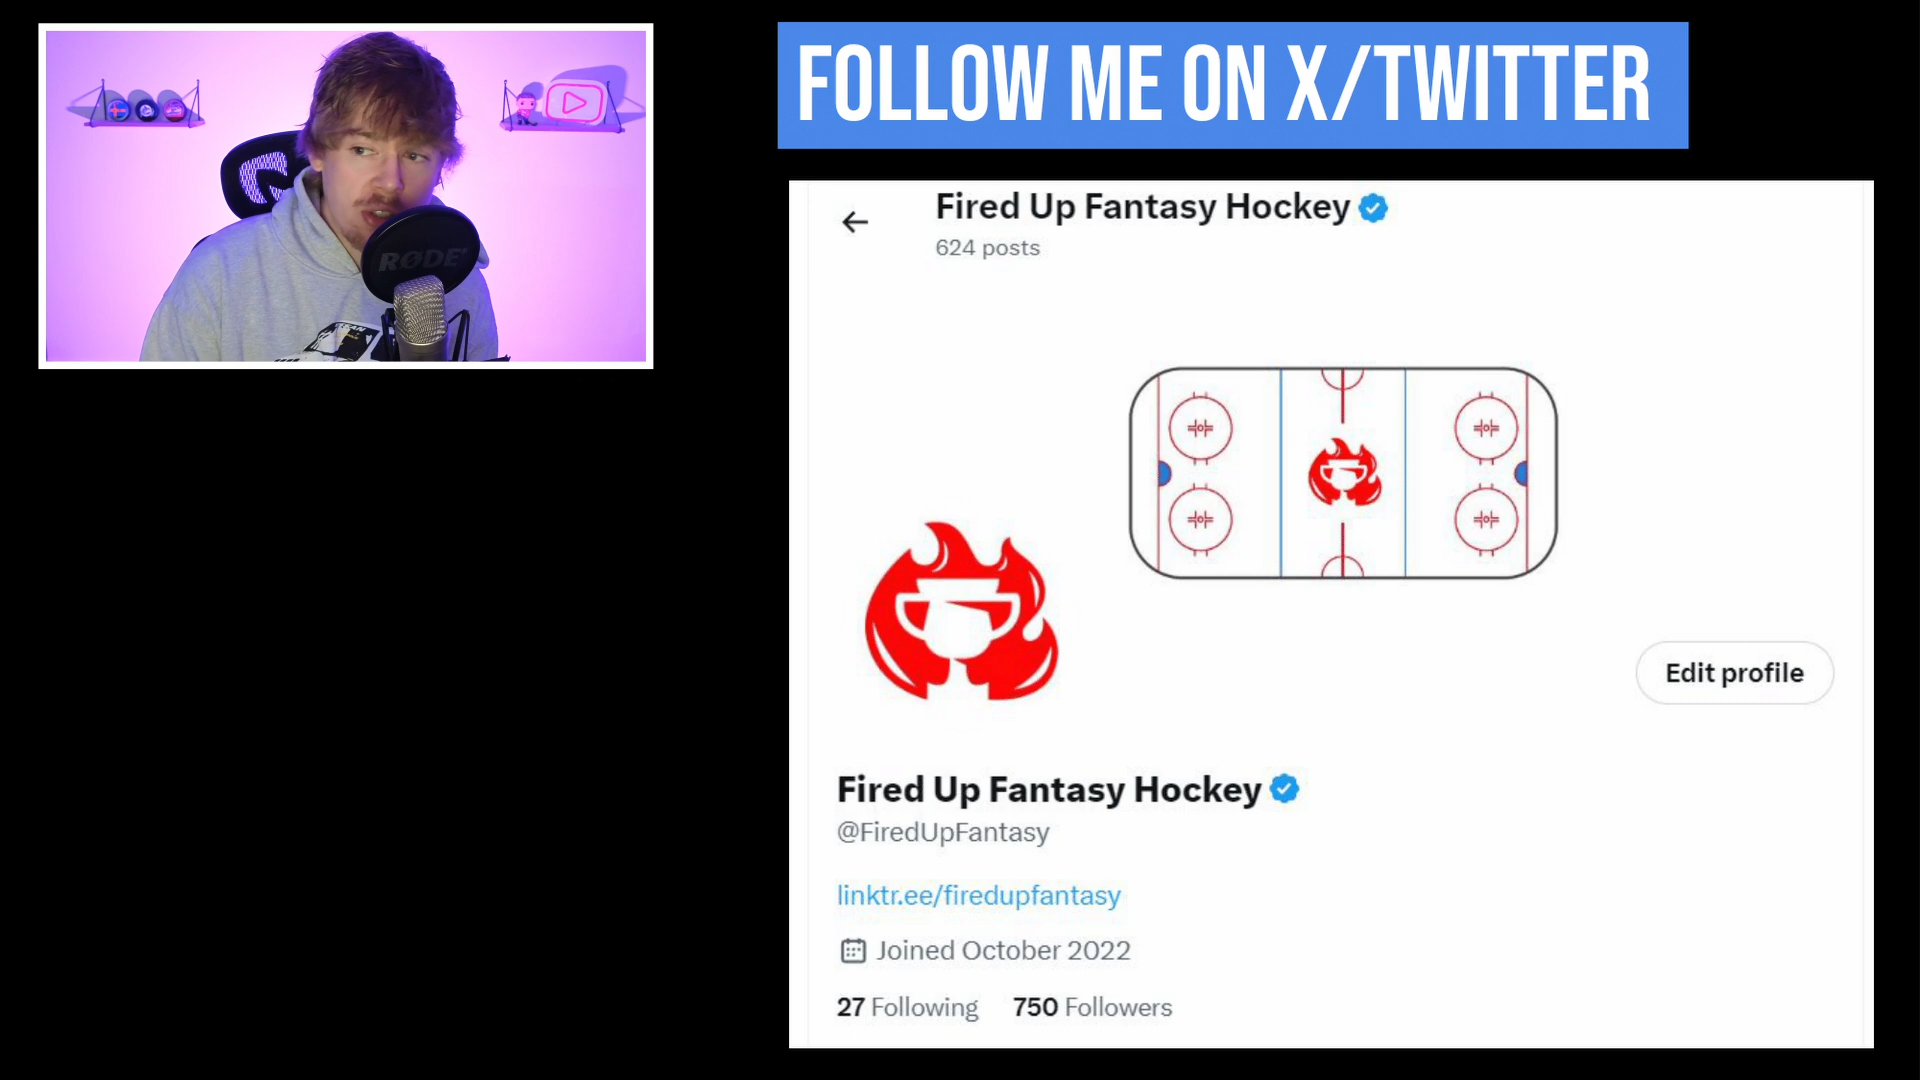 FOLLOW ME ON X/TWITTER
Fired Up Fantasy Hockey
624 posts
RØDE
Edit profile
Fired Up Fantasy Hockey
@FiredUpFantasy
linktr.ee/firedupfantasy
Joined October 2022
27 Following 750 Followers